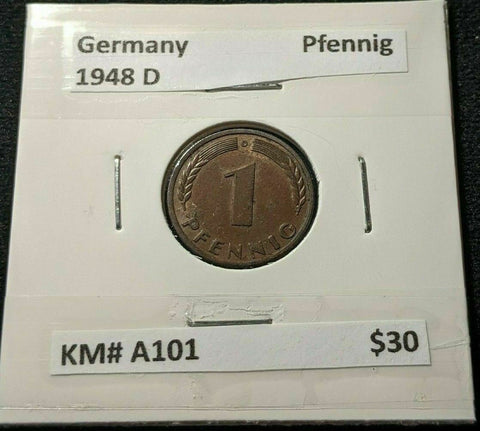 Germany Pfennig
1948 D
D
1
PFENNIG
KM# A101 $30